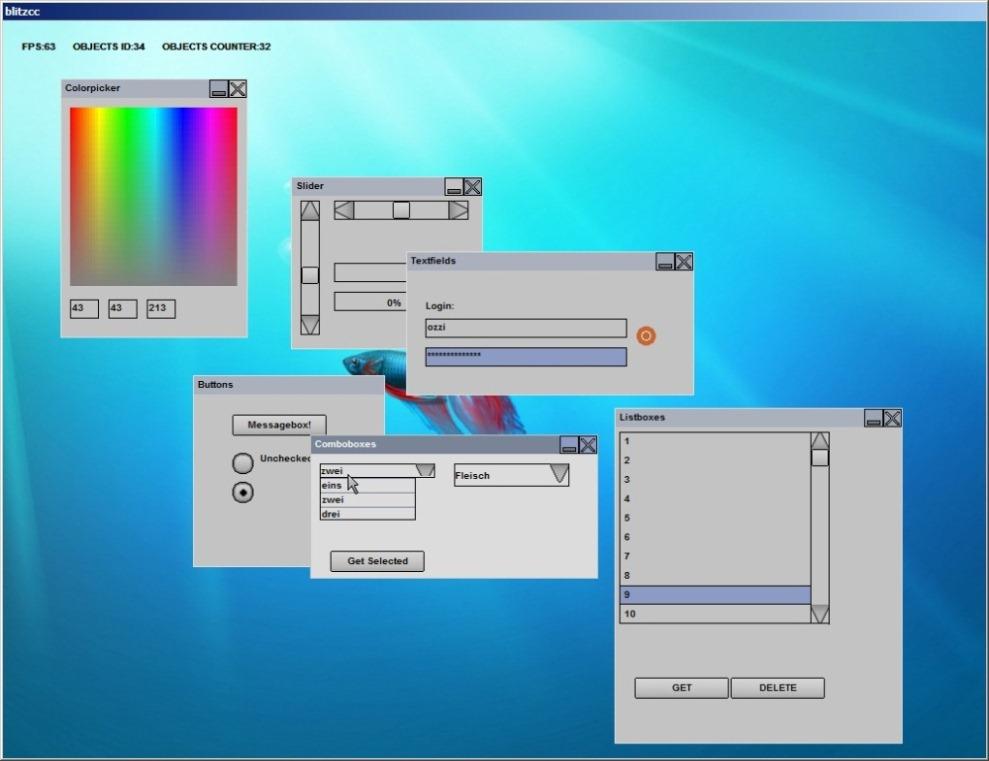 blitzcc
FPS:63 OBJECTS ID:34 OBJECTS COUNTER:32
Colorpicker
43 43 213
Slider
0%
Textfields
Login:
ozzi
**************
Buttons
Messagebox!
Unchecked
Comboboxes
zwei
eins
zwei
drei
Fleisch
Get Selected
Listboxes
1
2
3
4
5
6
7
8
9
10
GET DELETE